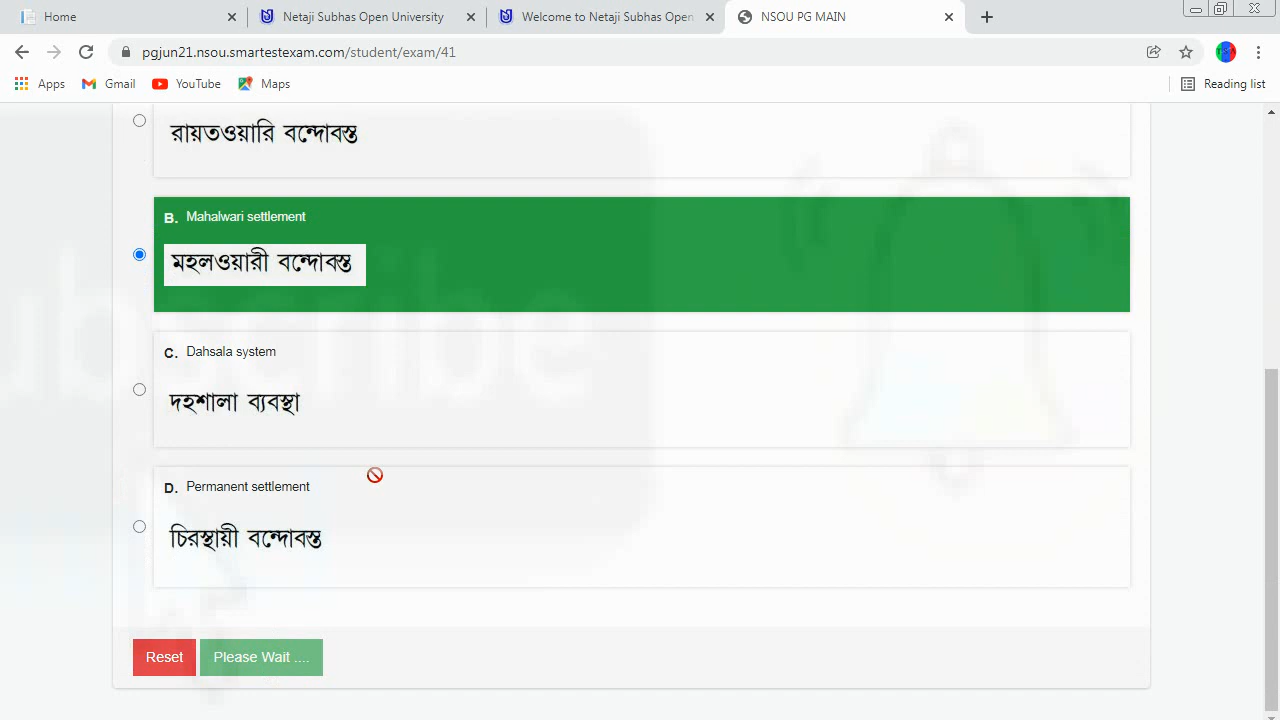 Home
Netaji Subhas Open University
Welcome to Netaji Subhas Open
NSOU PG MAIN
pgjun21.nsou.smartestexam.com/student/exam/41
Apps
Gmail
YouTube
Maps
Reading list
রায়তওয়ারি বন্দোবস্ত
B. Mahalwari settlement
মহলওয়ারী বন্দোবস্ত
C. Dahsala system
দহশালা ব্যবস্থা
D. Permanent settlement
চিরস্থায়ী বন্দোবস্ত
Reset
Please Wait ....
ubscribe